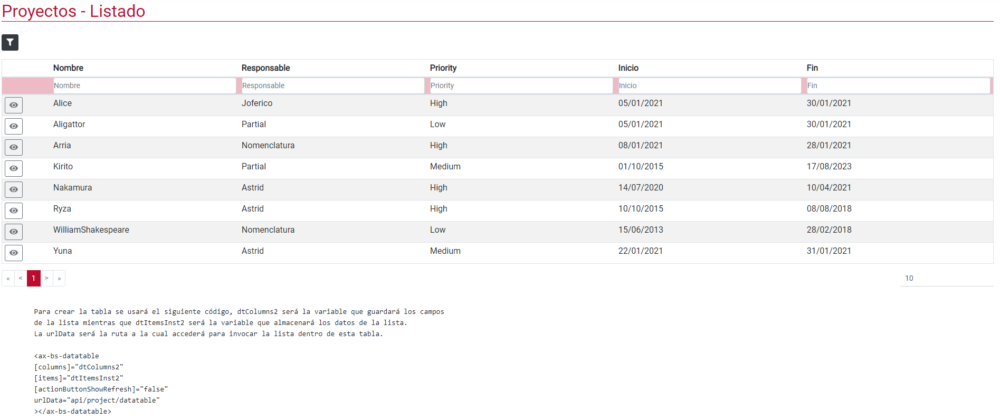 Proyectos - Listado
Nombre Responsable Priority Inicio Fin
Nombre Responsable Priority Inicio Fin
Alice Joferico High 05/01/2021 30/01/2021
Aligattor Partial Low 05/01/2021 30/01/2021
Arria Nomenclatura High 08/01/2021 28/01/2021
Kirito Partial Medium 01/10/2015 17/08/2023
Nakamura Astrid High 14/07/2020 10/04/2021
Ryza Astrid High 10/10/2015 08/08/2018
WilliamShakespeare Nomenclatura Low 15/06/2013 28/02/2018
Yuna Astrid Medium 22/01/2021 31/01/2021
« < 1 > » 10
Para crear la tabla se usará el siguiente código, dtColumns2 será la variable que guardará los campos
de la lista mientras que dtItemsInst2 será la variable que almacenará los datos de la lista.
La urlData será la ruta a la cual accederá para invocar la lista dentro de esta tabla.
<ax-bs-datatable
[columns]="dtColumns2"
[items]="dtItemsInst2"
[actionButtonShowRefresh]="false"
urlData="api/project/datatable"
></ax-bs-datatable>